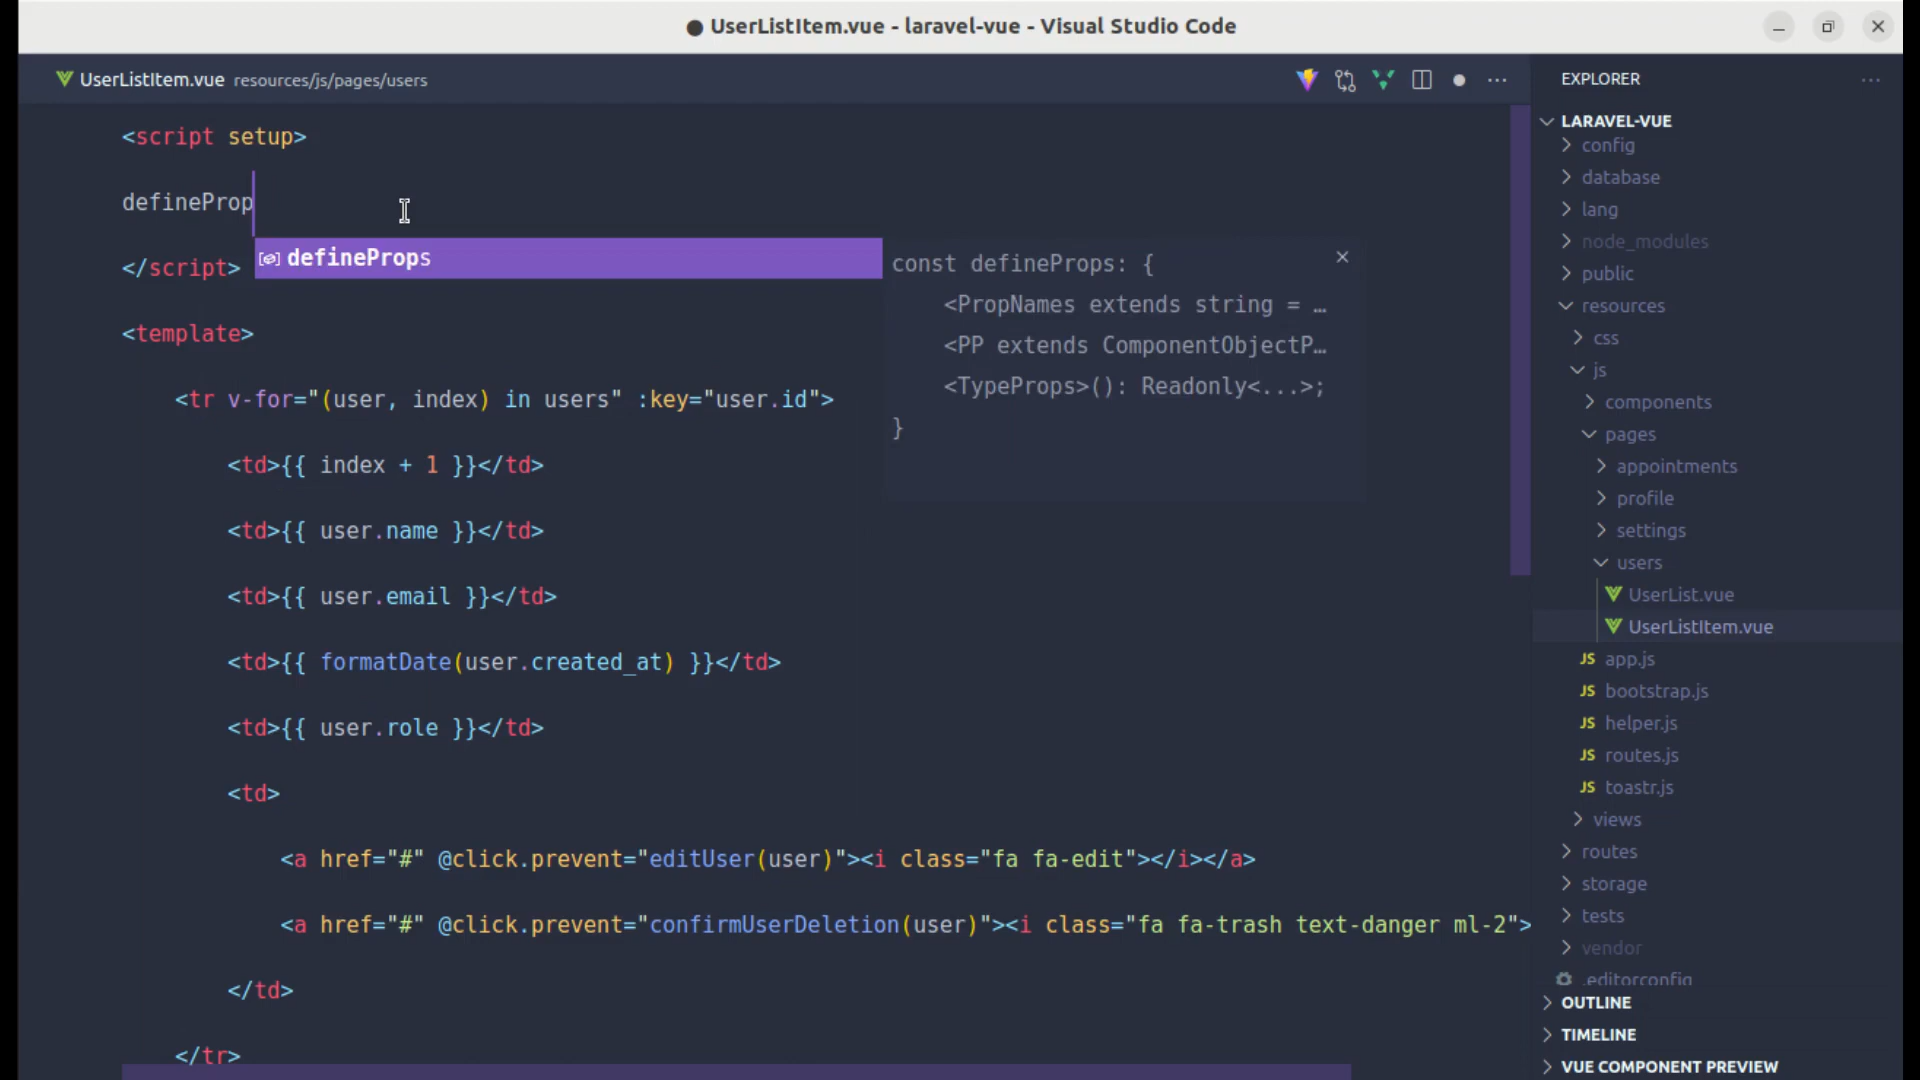 UserListItem.vue - laravel-vue - Visual Studio Code
UserListItem.vue resources/js/pages/users
<script setup>
defineProp
defineProps
</script>
const defineProps: {
<PropNames extends string = …
<PP extends ComponentObjectP…
<TypeProps>(): Readonly<...>;
}
<template>
<tr v-for="(user, index) in users" :key="user.id">
<td>{{ index + 1 }}</td>
<td>{{ user.name }}</td>
<td>{{ user.email }}</td>
<td>{{ formatDate(user.created_at) }}</td>
<td>{{ user.role }}</td>
<td>
<a href="#" @click.prevent="editUser(user)"><i class="fa fa-edit"></i></a>
<a href="#" @click.prevent="confirmUserDeletion(user)"><i class="fa fa-trash text-danger ml-2">
</td>
</tr>
EXPLORER
LARAVEL-VUE
config
database
lang
node_modules
public
resources
css
js
components
pages
appointments
profile
settings
users
UserList.vue
UserListItem.vue
JS app.js
JS bootstrap.js
JS helper.js
JS routes.js
JS toastr.js
views
routes
storage
tests
vendor
.editorconfig
OUTLINE
TIMELINE
VUE COMPONENT PREVIEW